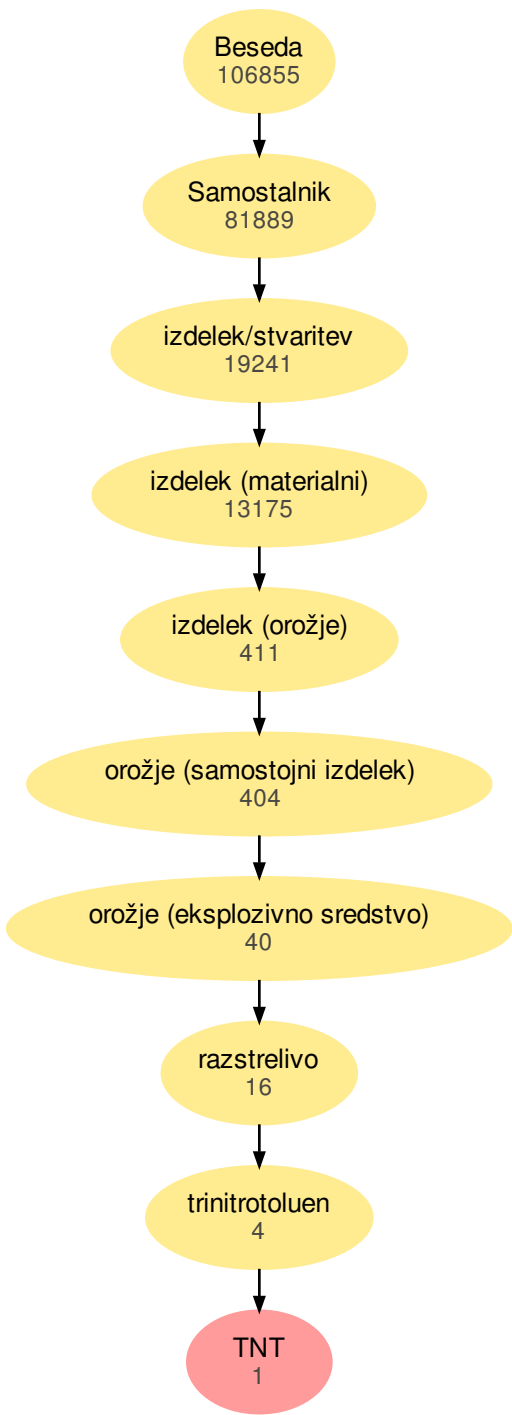 Beseda
106855
Samostalnik
81889
izdelek/stvaritev
19241
izdelek (materialni)
13175
izdelek (orožje)
411
orožje (samostojni izdelek)
404
orožje (eksplozivno sredstvo)
40
razstrelivo
16
trinitrotoluen
4
TNT
1